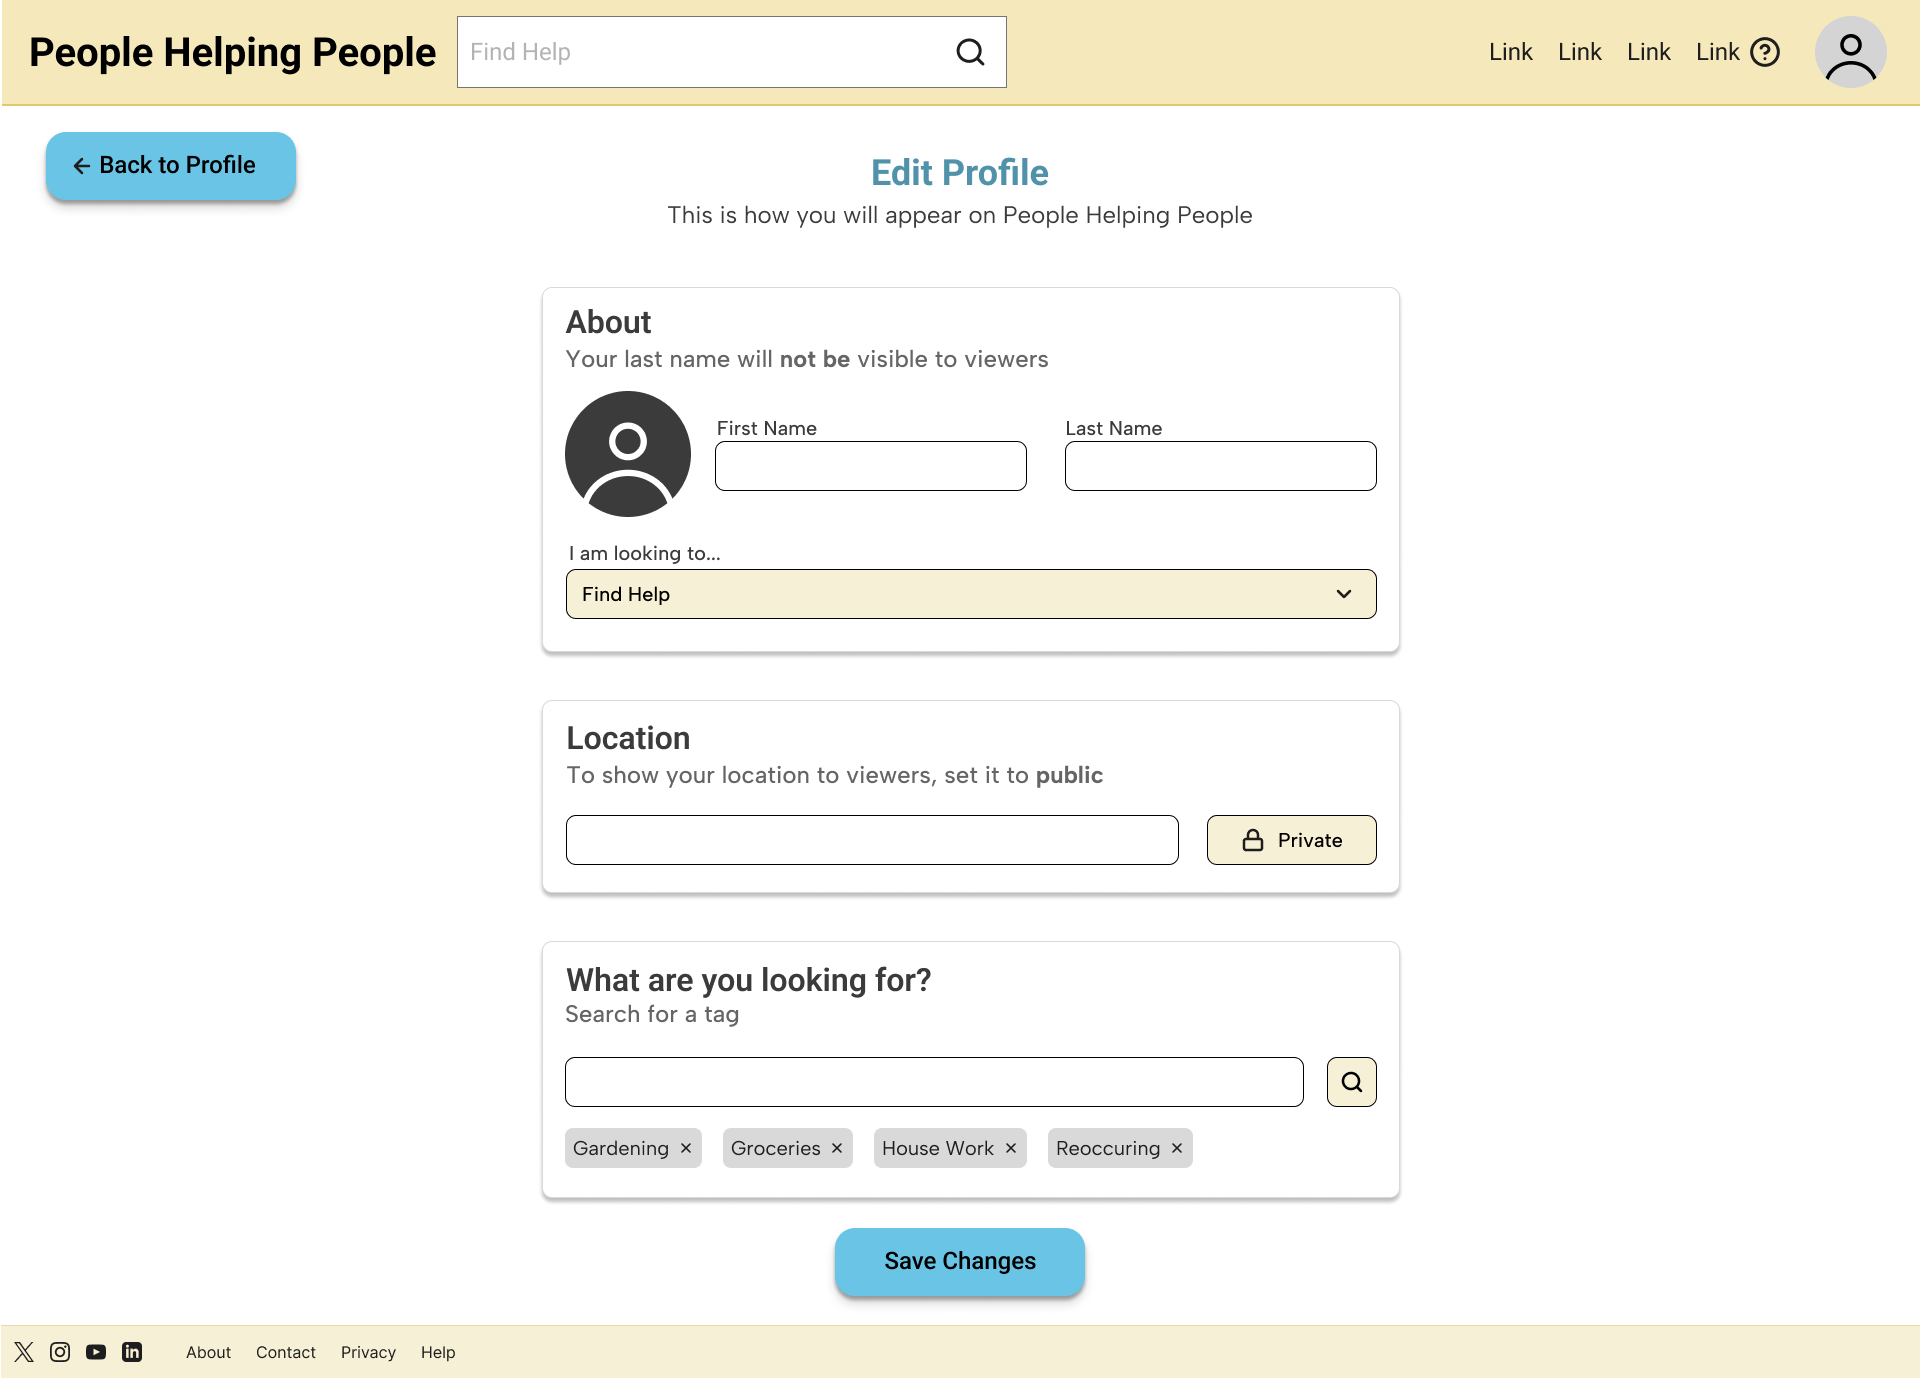 People Helping People
Find Help
Link Link Link Link
Back to Profile
Edit Profile
This is how you will appear on People Helping People
About
Your last name will not be visible to viewers
First Name
Last Name
I am looking to...
Find Help
Location
To show your location to viewers, set it to public
Private
What are you looking for?
Search for a tag
Gardening × Groceries × House Work × Reoccuring ×
Save Changes
About Contact Privacy Help